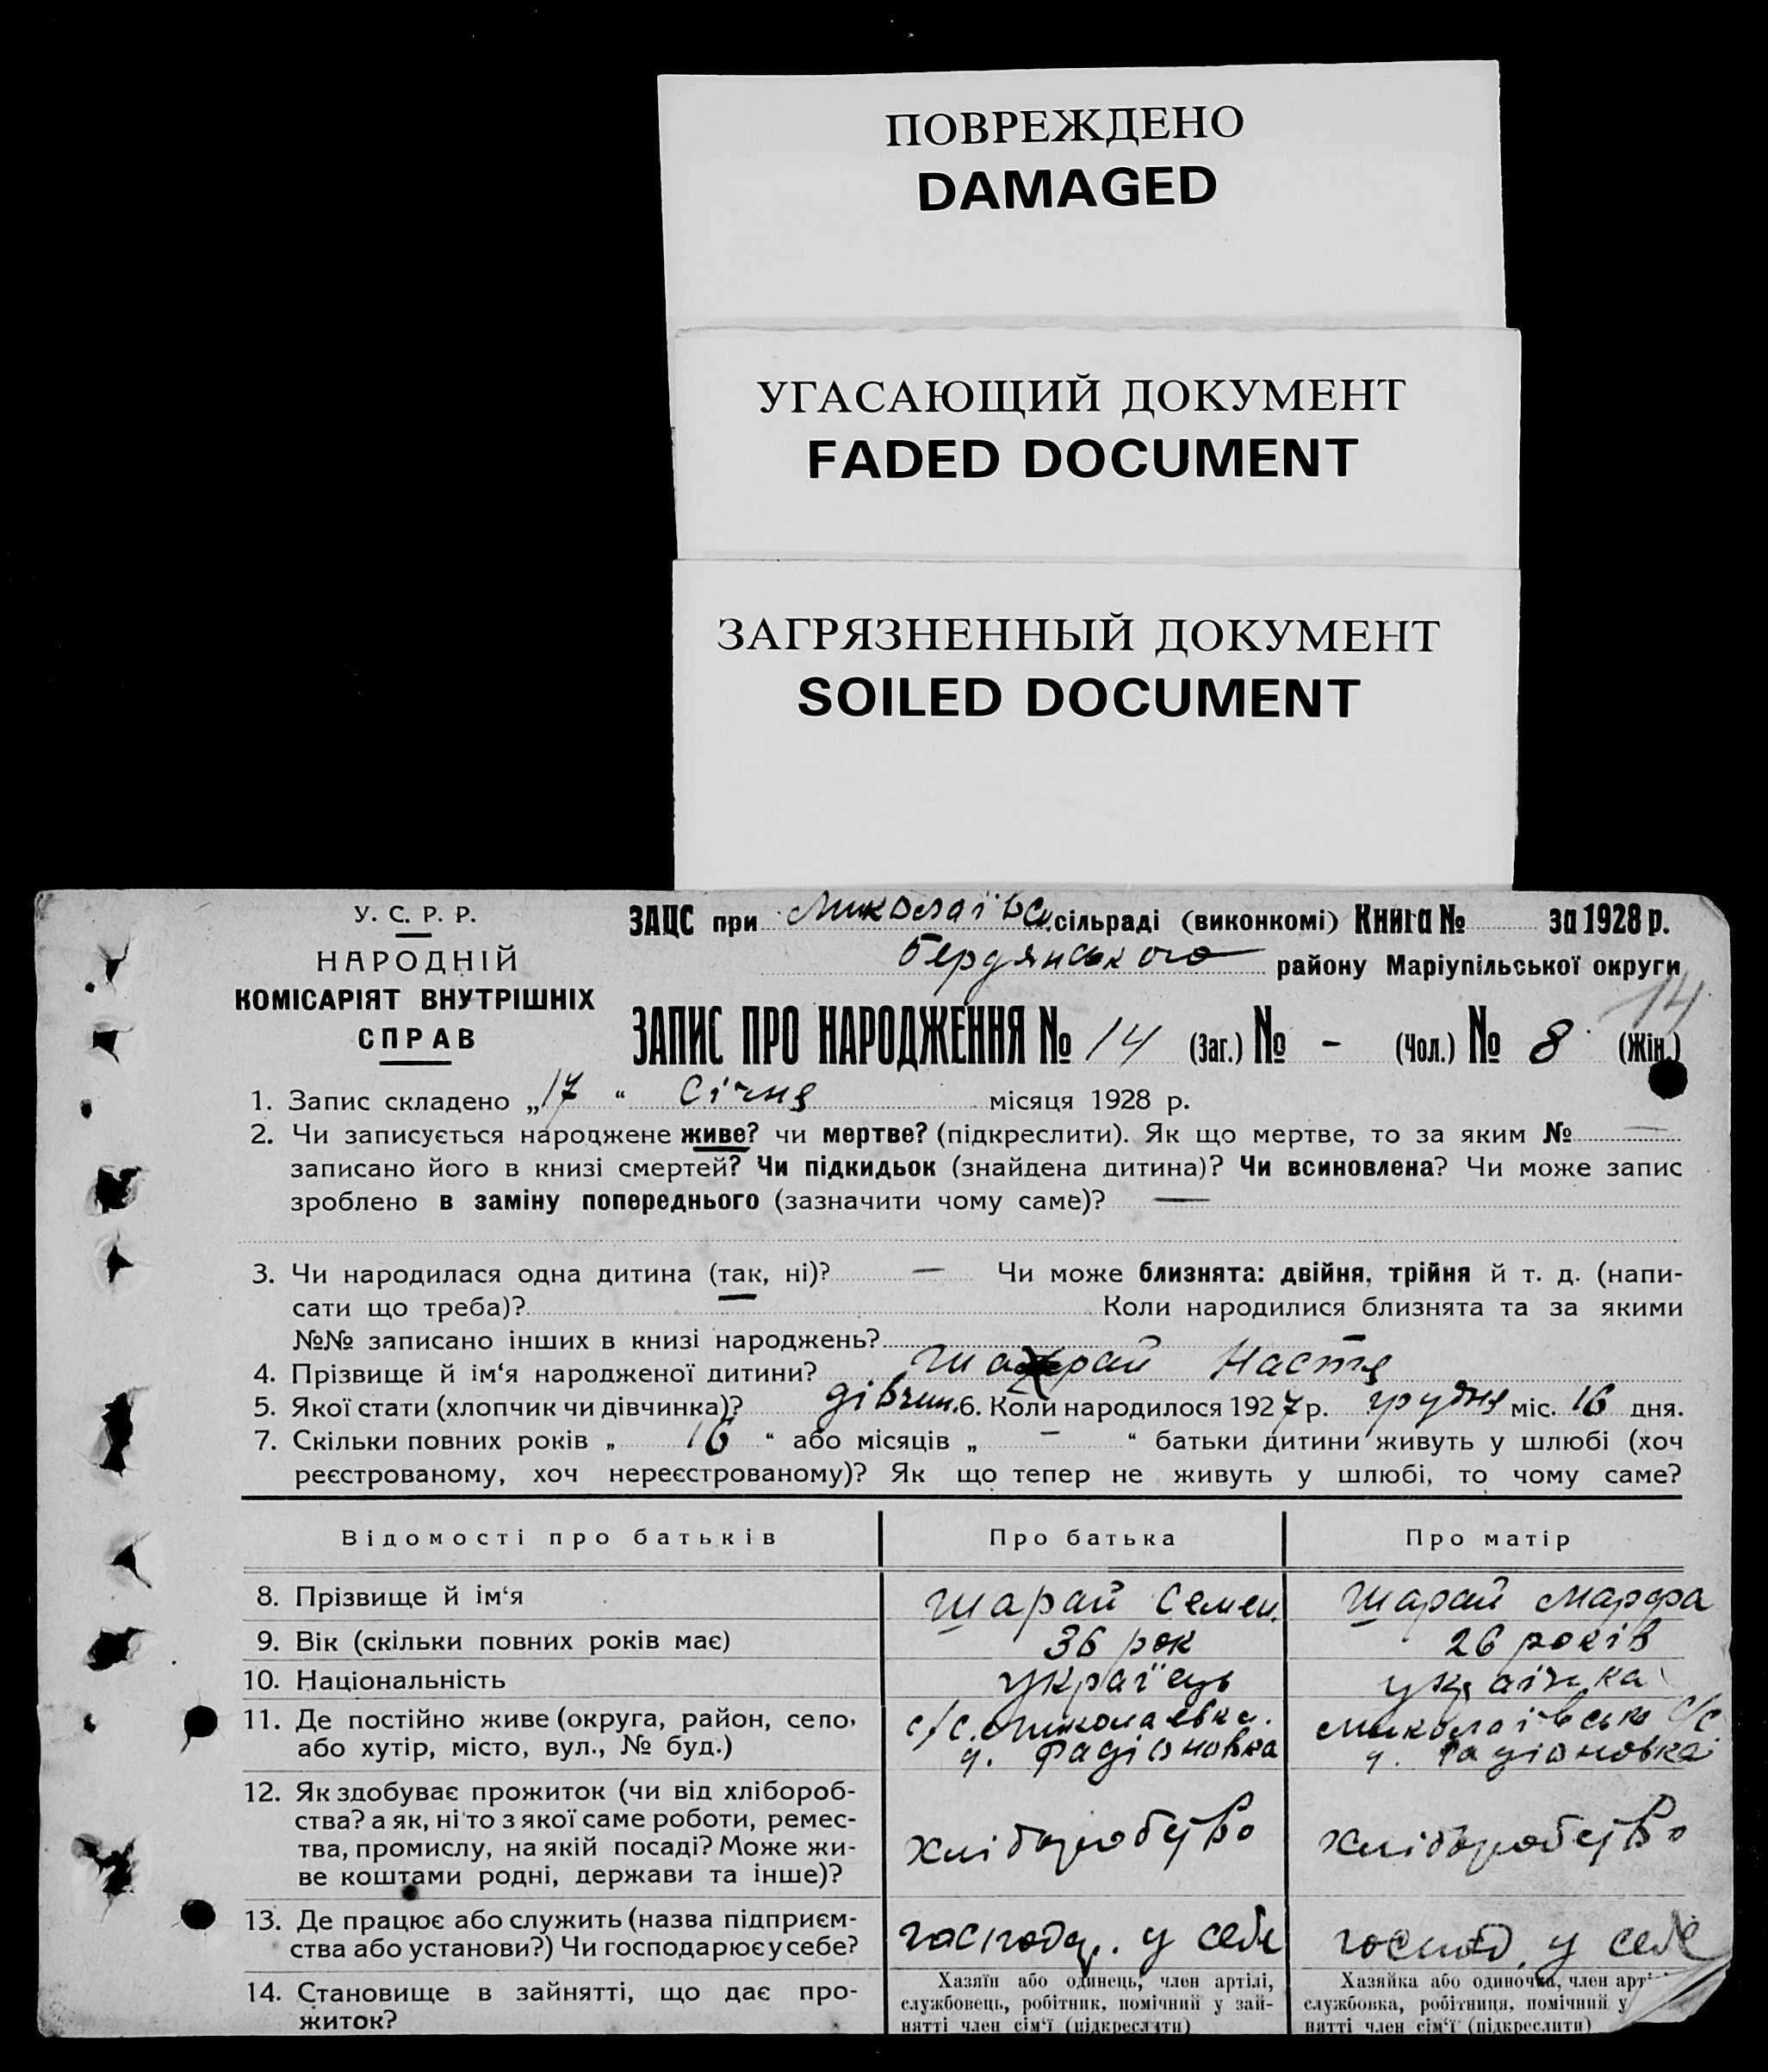 ПОВРЕЖДЕНО
DAMAGED
УГАСАЮЩИЙ ДОКУМЕНТ
FADED DOCUMENT
ЗАГРЯЗНЕННЫЙ ДОКУМЕНТ
SOILED DOCUMENT
У. С. Р. Р.
НАРОДНІЙ
КОМІСАРІЯТ ВНУТРІШНІХ
СПРАВ
ЗАЦС при Миколаївс. сільраді (виконкомі) Книга № за 1928 р.
Бердянського району Маріупільської округи
14
ЗАПИС ПРО НАРОДЖЕННЯ № 14 (Заг.) № - (Чол.) № 8 (Жін.)
1. Запис складено „17“ Січня місяця 1928 р.
2. Чи записується народжене живе? чи мертве? (підкреслити). Як що мертве, то за яким № —
записано його в книзі смертей? Чи підкидьок (знайдена дитина)? Чи всиновлена? Чи може запис
зроблено в заміну попереднього (зазначити чому саме)? —
3. Чи народилася одна дитина (так, ні)? — Чи може близнята: двійня, трійня й т. д. (напи-
сати що треба)? Коли народилися близнята та за якими
№№ записано інших в книзі народжень? —
4. Прізвище й ім‘я народженої дитини? Шарай Настя
5. Якої стати (хлопчик чи дівчинка)? дівчин. 6. Коли народилося 1927 р. грудня міс. 16 дня.
7. Скільки повних років „ 16 “ або місяців „ — “ батьки дитини живуть у шлюбі (хоч
реєстрованому, хоч нереєстрованому)? Як що тепер не живуть у шлюбі, то чому саме?
Відомості про батьків Про батька Про матір
8. Прізвище й ім‘я Шарай Семен. Шарай Марфа
9. Вік (скільки повних років має) 36 рок 26 років
10. Національність українець українка
11. Де постійно живе (округа, район, село, с/с. Миколаевка. Миколаівсько с/с
або хутір, місто, вул., № буд.) Фадіоновка
12. Як здобуває прожиток (чи від хлібороб-
ства? а як, ні то з якої саме роботи, ремес-
тва, промислу, на якій посаді? Може жи- хліборобство хліборобство
ве коштами родні, держави та інше)?
13. Де працює або служить (назва підприєм- господ. у себе господ. у себе
ства або установи?) Чи господарює у себе?
14. Становище в зайнятті, що дає про-
житок?
Хазяїн або одинець, член артілі,
службовець, робітник, помічний у зай-
нятті член сім‘ї (підкреслити)
Хазяйка або одиночка, член арт
службовка, робітниця, помічний у
нятті член сім‘ї (підкреслити)